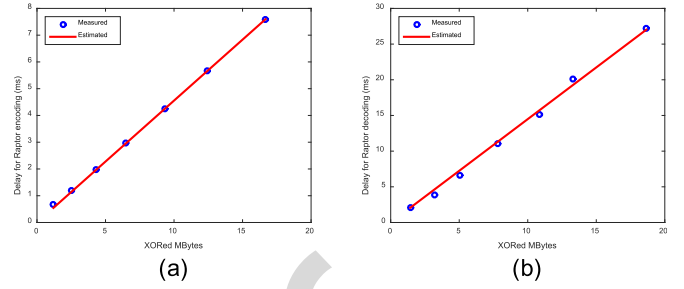 8
7
6
5
4
3
2
1
0
Delay for Raptor encoding (ms)
Measured
Estimated
0
5
10
15
20
XORed MBytes
(a)
30
25
20
15
10
5
0
Delay for Raptor decoding (ms)
Measured
Estimated
0
5
10
15
20
XORed MBytes
(b)